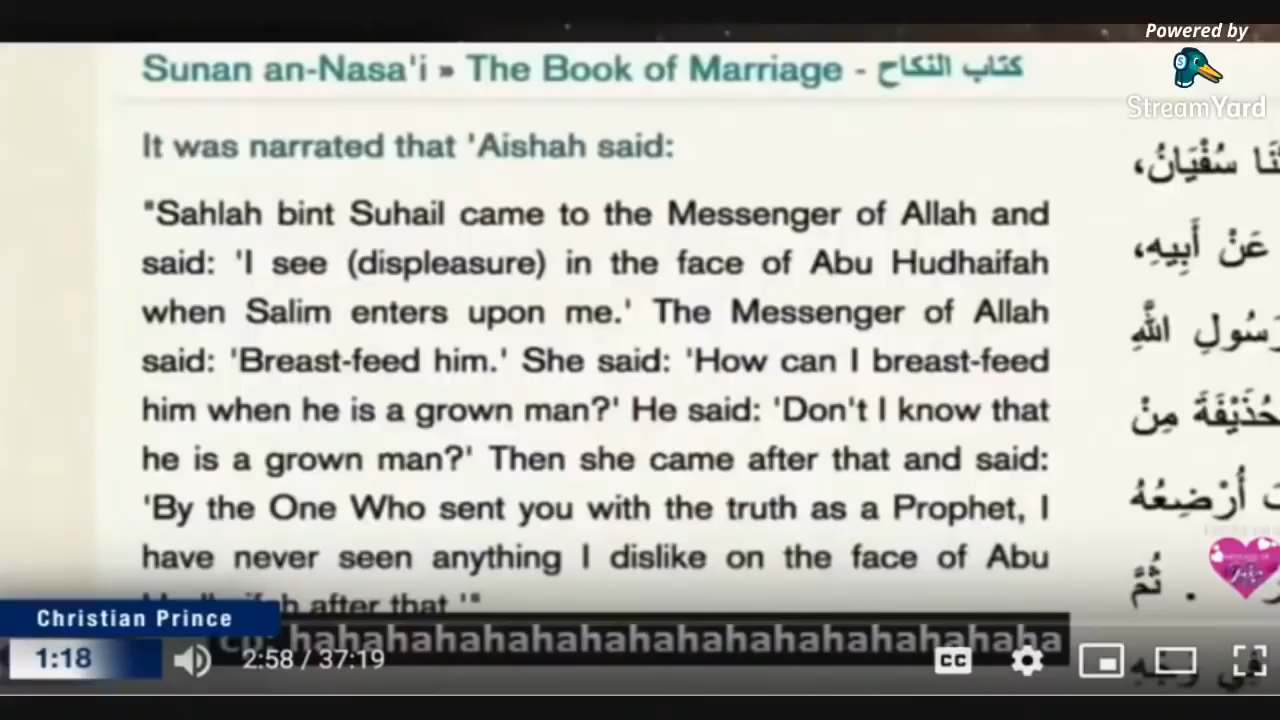 Powered by
StreamYard
Sunan an-Nasa'i » The Book of Marriage - كتاب النكاح
It was narrated that 'Aishah said:
"Sahlah bint Suhail came to the Messenger of Allah and
said: 'I see (displeasure) in the face of Abu Hudhaifah
when Salim enters upon me.' The Messenger of Allah
said: 'Breast-feed him.' She said: 'How can I breast-feed
him when he is a grown man?' He said: 'Don't I know that
he is a grown man?' Then she came after that and said:
'By the One Who sent you with the truth as a Prophet, I
have never seen anything I dislike on the face of Abu
after that.'"
سُفْيَانُ،
عَنْ أَبِيهِ،
اللَّهِ
حُذَيْفَةَ مِنْ
أُرْضِعُهُ
. ثُمَّ
فِي وَجْهِ
Christian Prince
cp: hahahahahahahahahahahahahahahaha
1:18
2:58 / 37:19
CC